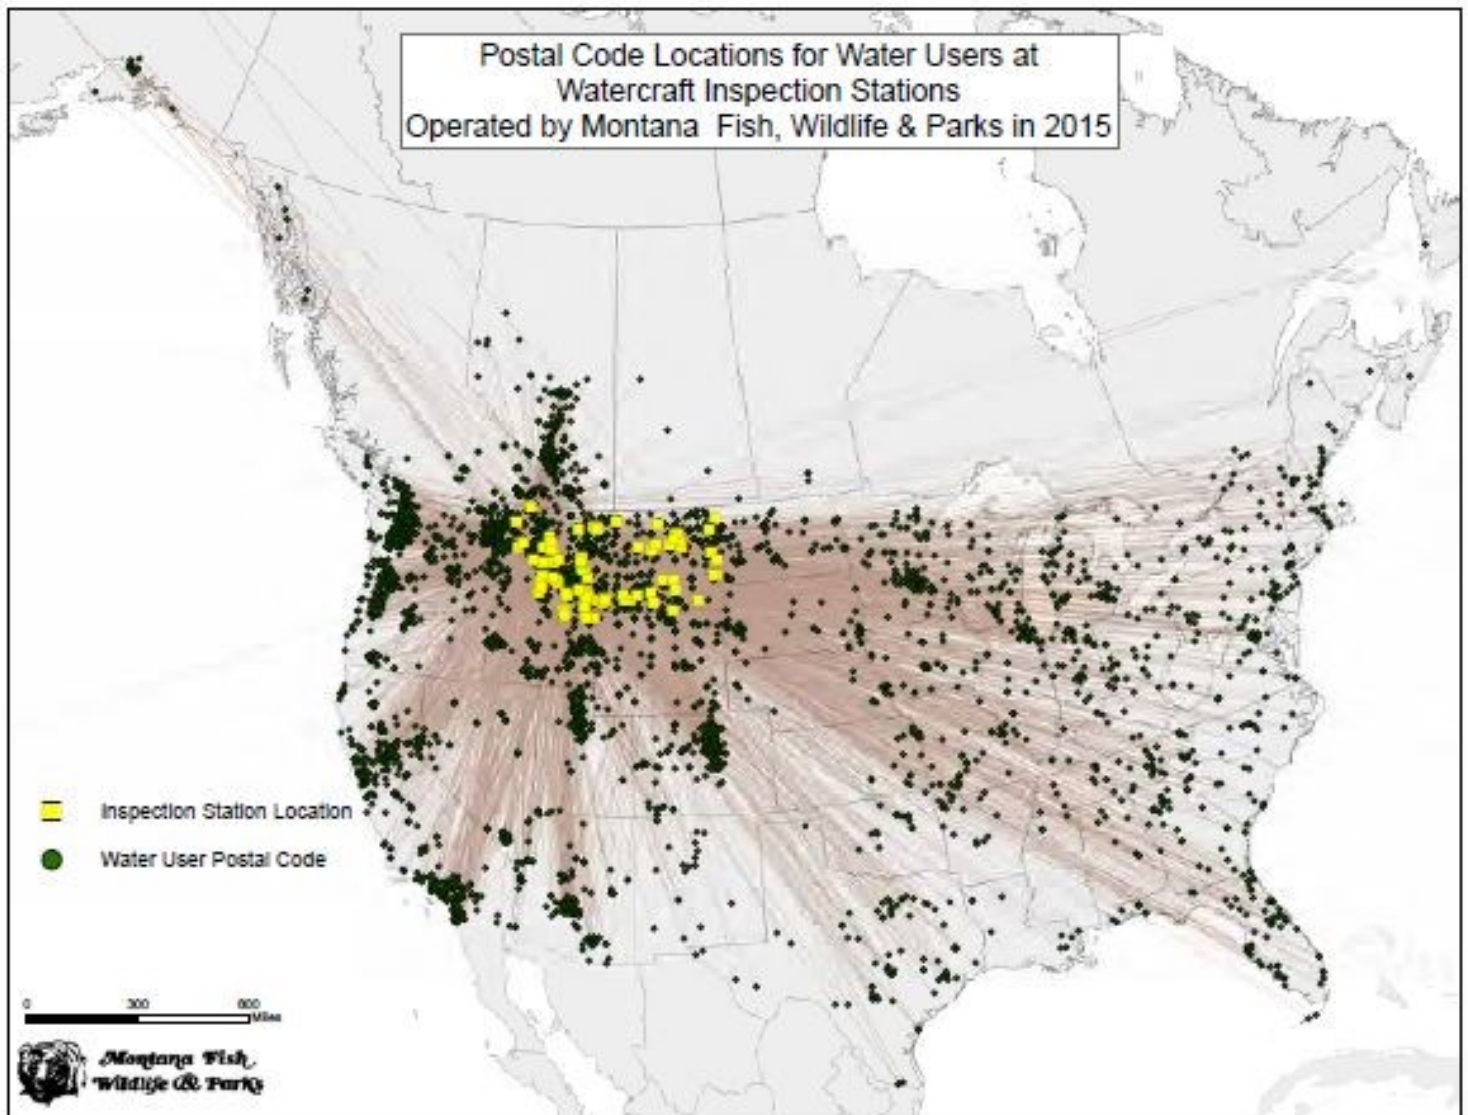 Postal Code Locations for Water Users at
Watercraft Inspection Stations
Operated by Montana Fish, Wildlife & Parks in 2015
Inspection Station Location
Water User Postal Code
0 300 600
Miles
Montana Fish,
Wildlife & Parks